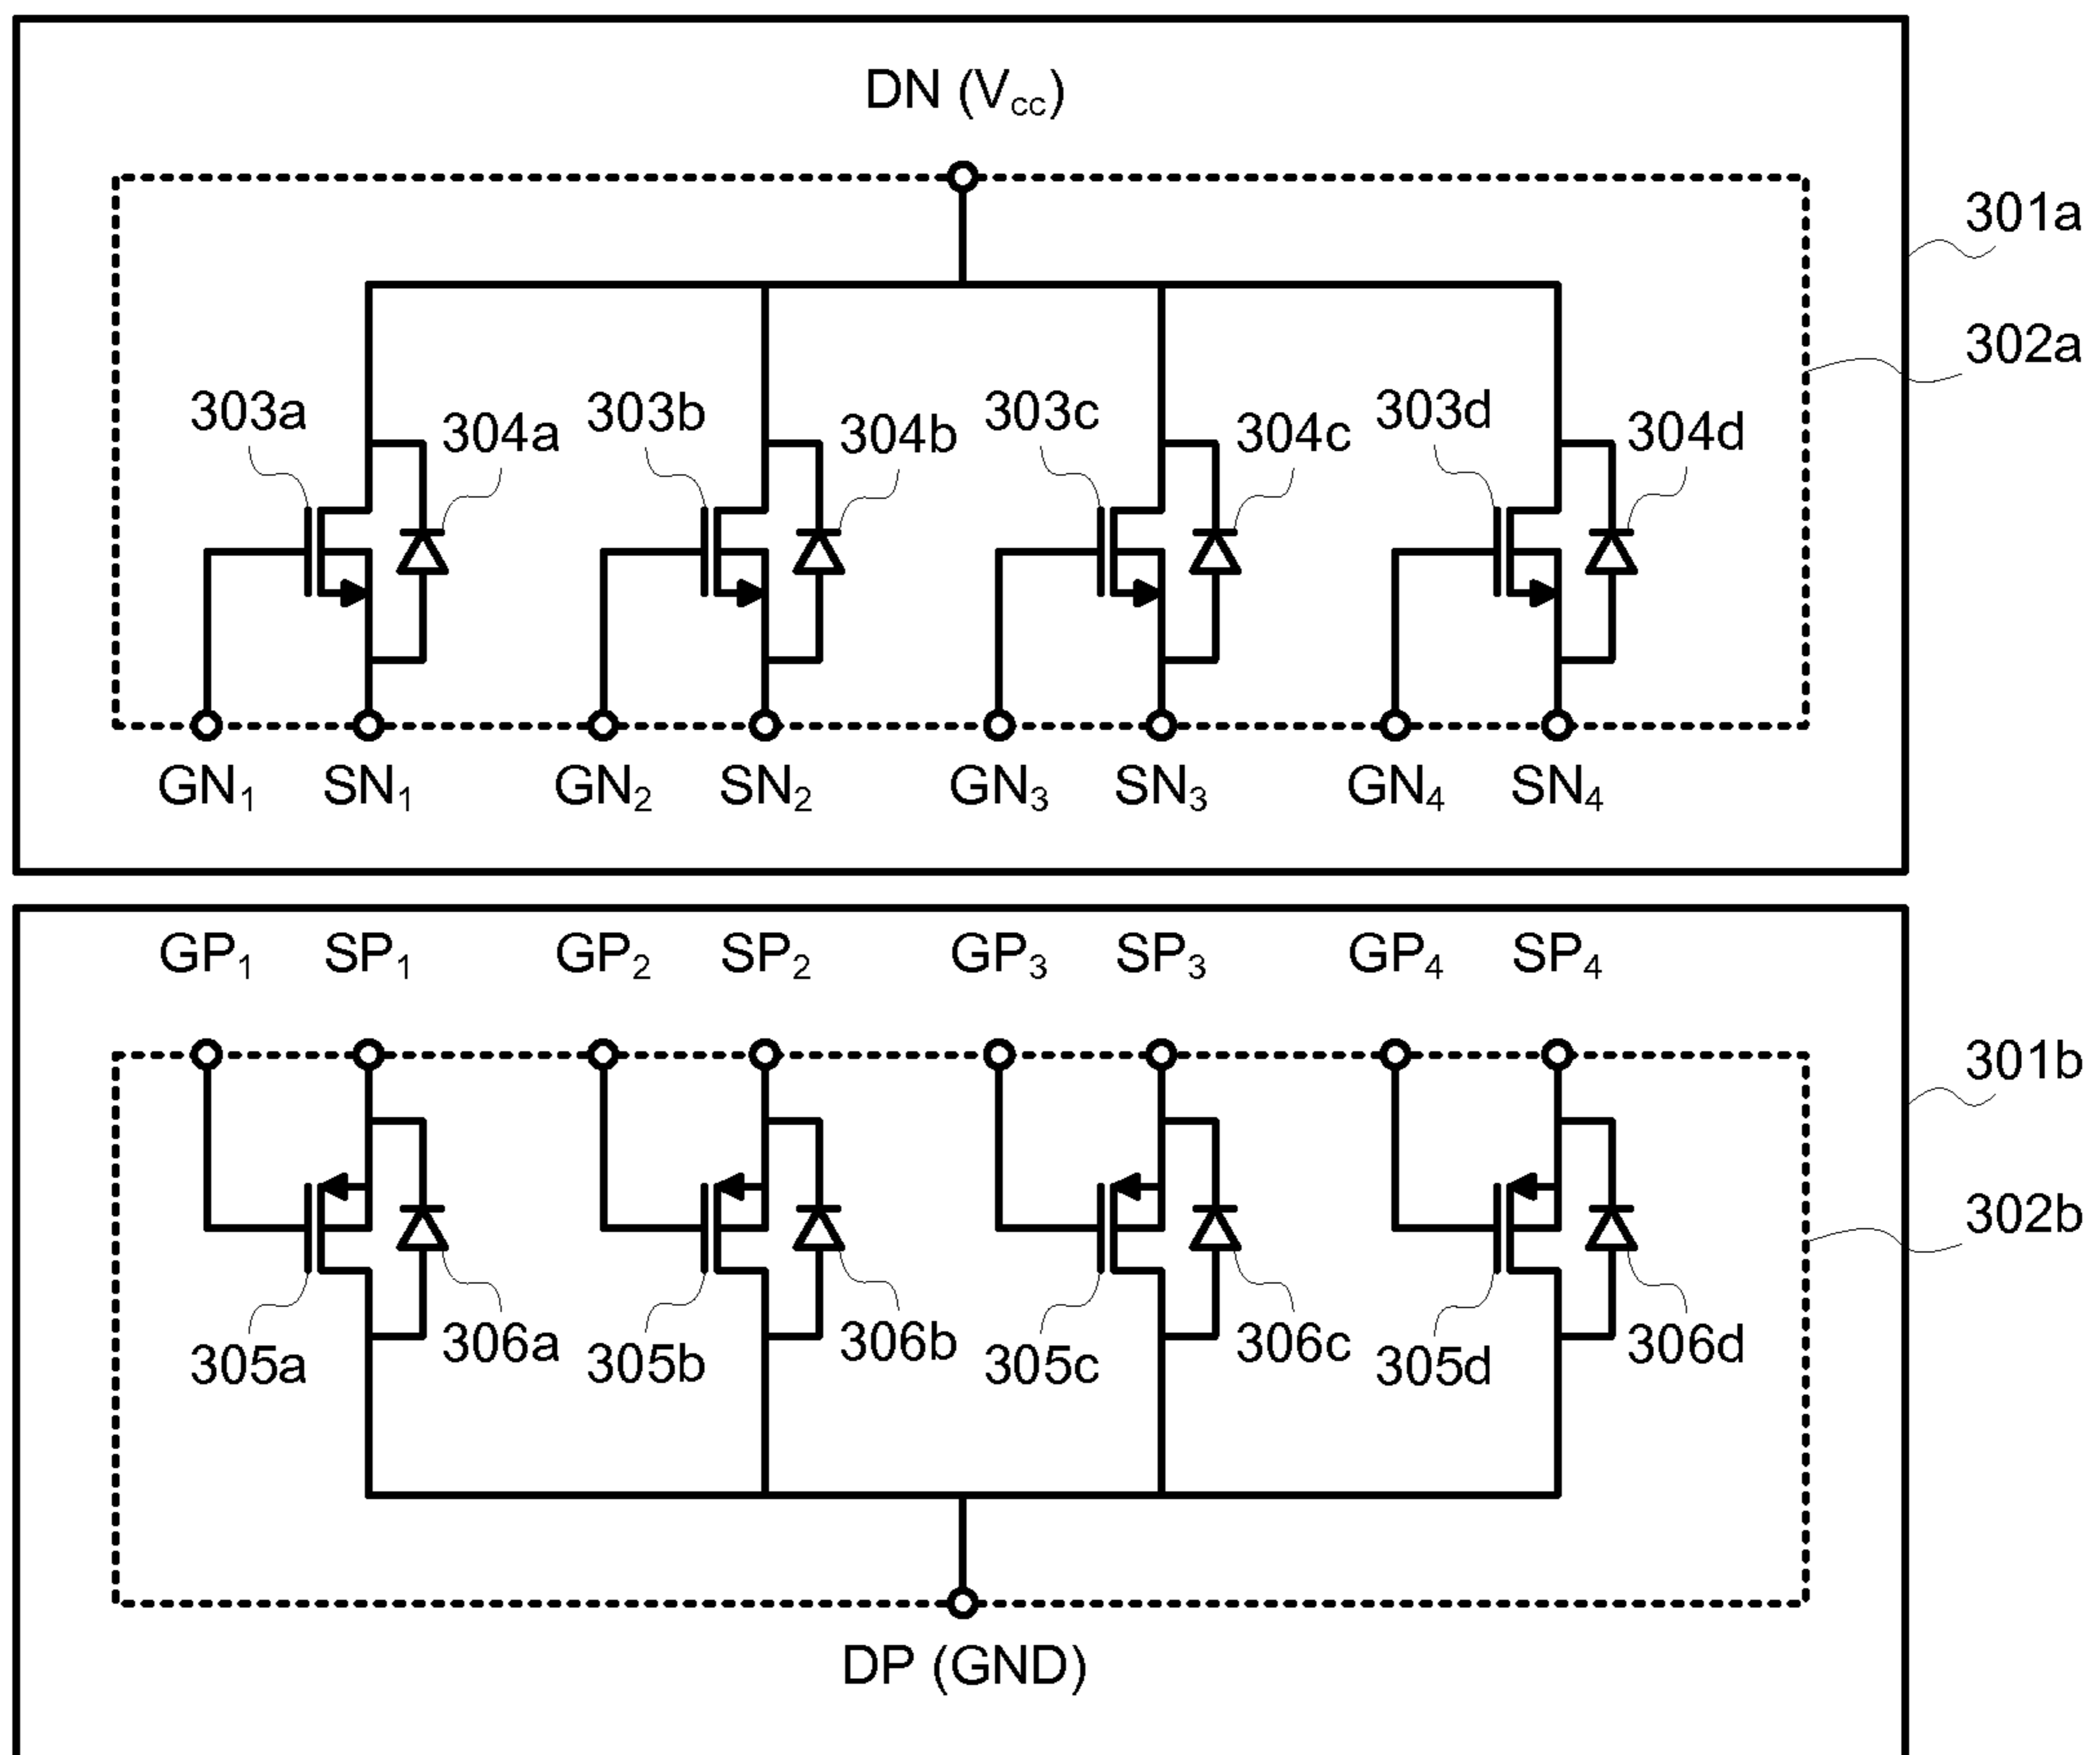 DN (Vcc)
301a
302a
303a 304a 303b 304b 303c 304c 303d 304d
GN1 SN1 GN2 SN2 GN3 SN3 GN4 SN4
GP1 SP1 GP2 SP2 GP3 SP3 GP4 SP4
301b
302b
305a 306a 305b 306b 305c 306c 305d 306d
DP (GND)